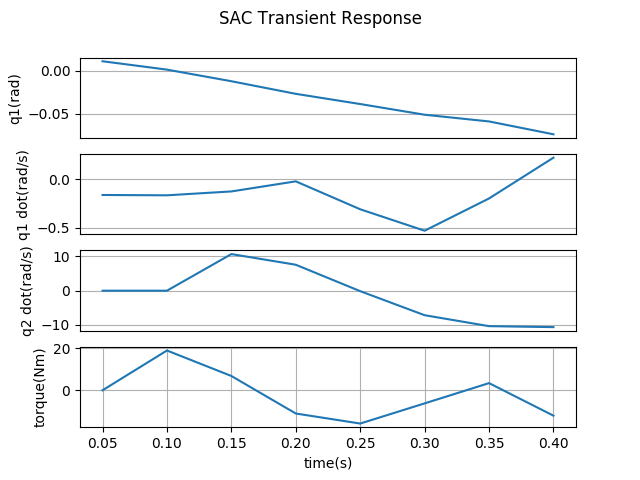 SAC Transient Response
q1(rad)
0.00
−0.05
q1 dot(rad/s)
0.0
−0.5
q2 dot(rad/s)
10
0
−10
torque(Nm)
20
0
0.05 0.10 0.15 0.20 0.25 0.30 0.35 0.40
time(s)